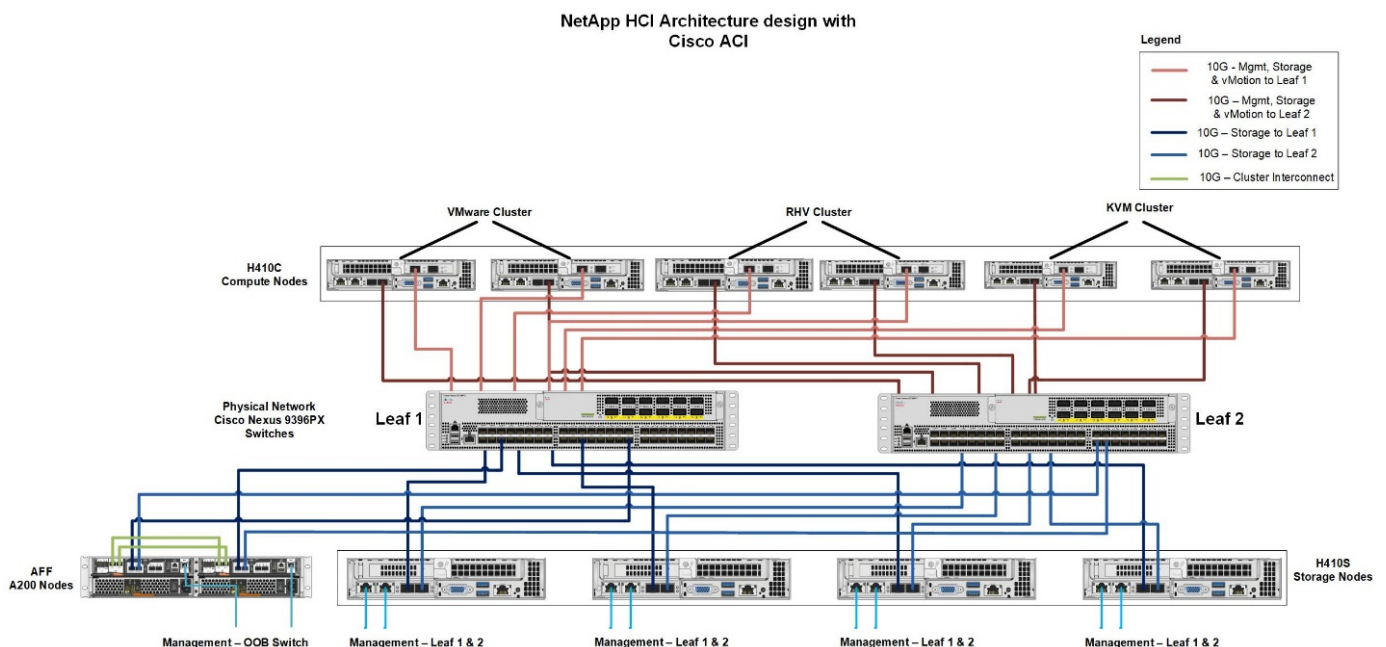 NetApp HCI Architecture design with
Cisco ACI
Legend
10G - Mgmt, Storage
& vMotion to Leaf 1
10G – Mgmt, Storage
& vMotion to Leaf 2
10G – Storage to Leaf 1
10G – Storage to Leaf 2
10G – Cluster Interconnect
VMware Cluster
RHV Cluster
KVM Cluster
H410C
Compute Nodes
Physical Network
Cisco Nexus 9396PX
Switches
Leaf 1
Leaf 2
AFF
A200 Nodes
H410S
Storage Nodes
Management – OOB Switch
Management – Leaf 1 & 2
Management – Leaf 1 & 2
Management – Leaf 1 & 2
Management – Leaf 1 & 2